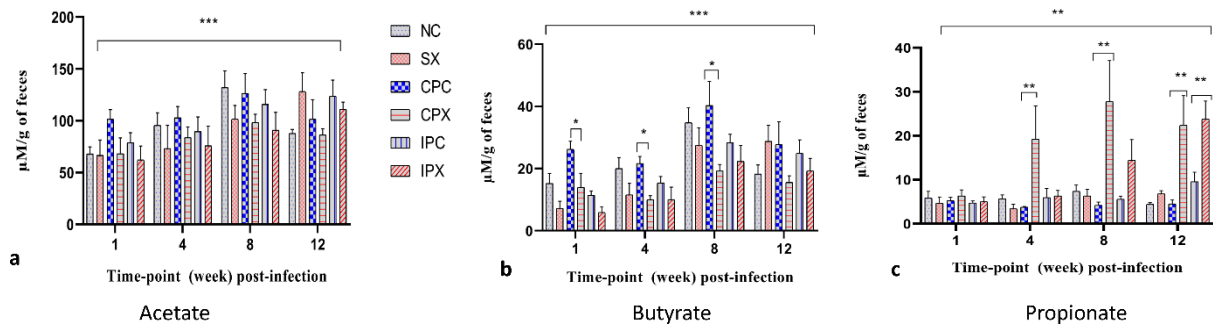 ***
μM/g of feces
150
100
50
0
1 4 8 12
Time-point (week) post-infection
a
Acetate
NC
SX
CPC
CPX
IPC
IPX
***
μM/g of feces
60
40
20
0
*
*
*
1 4 8 12
Time-point (week) post-infection
b
Butyrate
**
μM/g of feces
40
30
20
10
0
**
**
**
**
1 4 8 12
Time-point (week) post-infection
c
Propionate